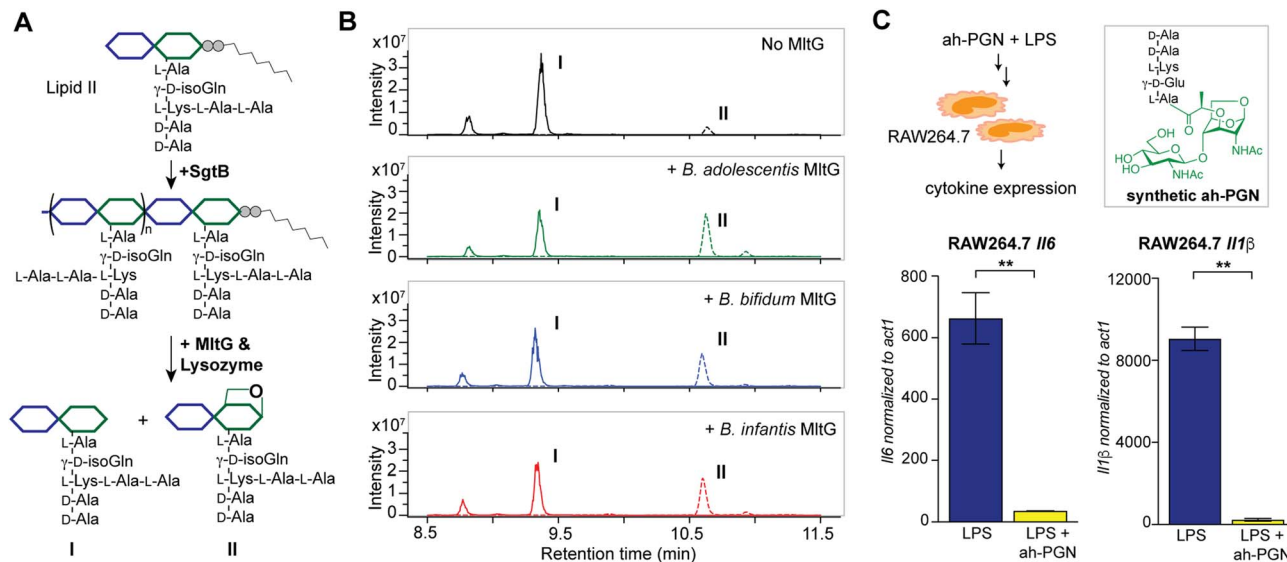 A
Lipid II
L-Ala
γ-D-isoGln
L-Lys-L-Ala-L-Ala
D-Ala
D-Ala
+SgtB
n
L-Ala
γ-D-isoGln
L-Ala-L-Ala-L-Lys
D-Ala
D-Ala
L-Ala
γ-D-isoGln
L-Lys-L-Ala-L-Ala
D-Ala
D-Ala
+ MltG &
Lysozyme
+
O
L-Ala
γ-D-isoGln
L-Lys-L-Ala-L-Ala
D-Ala
D-Ala
I
L-Ala
γ-D-isoGln
L-Lys-L-Ala-L-Ala
D-Ala
D-Ala
II
B
x10⁷
Intensity
3
2
1
0
No MltG
I
II
x10⁷
Intensity
3
2
1
0
+ B. adolescentis MltG
I
II
x10⁷
Intensity
3
2
1
0
+ B. bifidum MltG
I
II
x10⁷
Intensity
3
2
1
0
+ B. infantis MltG
I
II
8.5 9.5 10.5 11.5
Retention time (min)
C
ah-PGN + LPS
RAW264.7
cytokine expression
D-Ala
D-Ala
L-Lys
γ-D-Glu
L-Ala
O
O
O
O
OH
HO
HO
O
O
NHAc
NHAc
synthetic ah-PGN
RAW264.7 Il6
**
Il6 normalized to act1
800
600
400
200
0
LPS
LPS +
ah-PGN
RAW264.7 Il1β
**
Il1β normalized to act1
12000
8000
4000
0
LPS
LPS +
ah-PGN